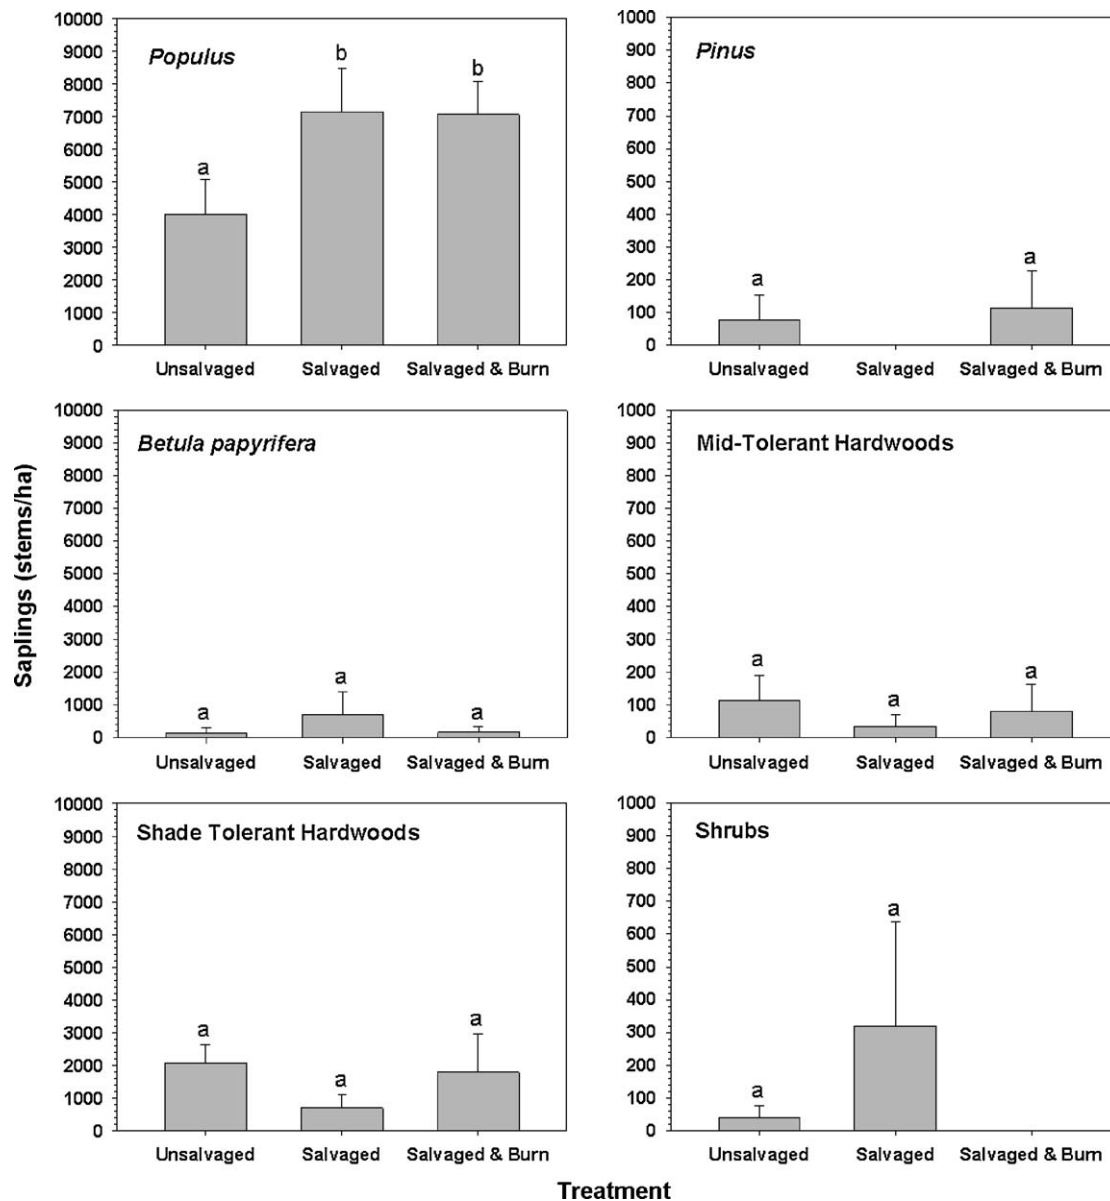 Saplings (stems/ha)
Populus
10000
9000
8000
7000
6000
5000
4000
3000
2000
1000
0
a
b
b
Unsalvaged Salvaged Salvaged & Burn
Pinus
1000
900
800
700
600
500
400
300
200
100
0
a
a
Unsalvaged Salvaged Salvaged & Burn
Betula papyrifera
10000
9000
8000
7000
6000
5000
4000
3000
2000
1000
0
a
a
a
Unsalvaged Salvaged Salvaged & Burn
Mid-Tolerant Hardwoods
1000
900
800
700
600
500
400
300
200
100
0
a
a
a
Unsalvaged Salvaged Salvaged & Burn
Shade Tolerant Hardwoods
10000
9000
8000
7000
6000
5000
4000
3000
2000
1000
0
a
a
a
Unsalvaged Salvaged Salvaged & Burn
Shrubs
1000
900
800
700
600
500
400
300
200
100
0
a
a
Unsalvaged Salvaged Salvaged & Burn
Treatment